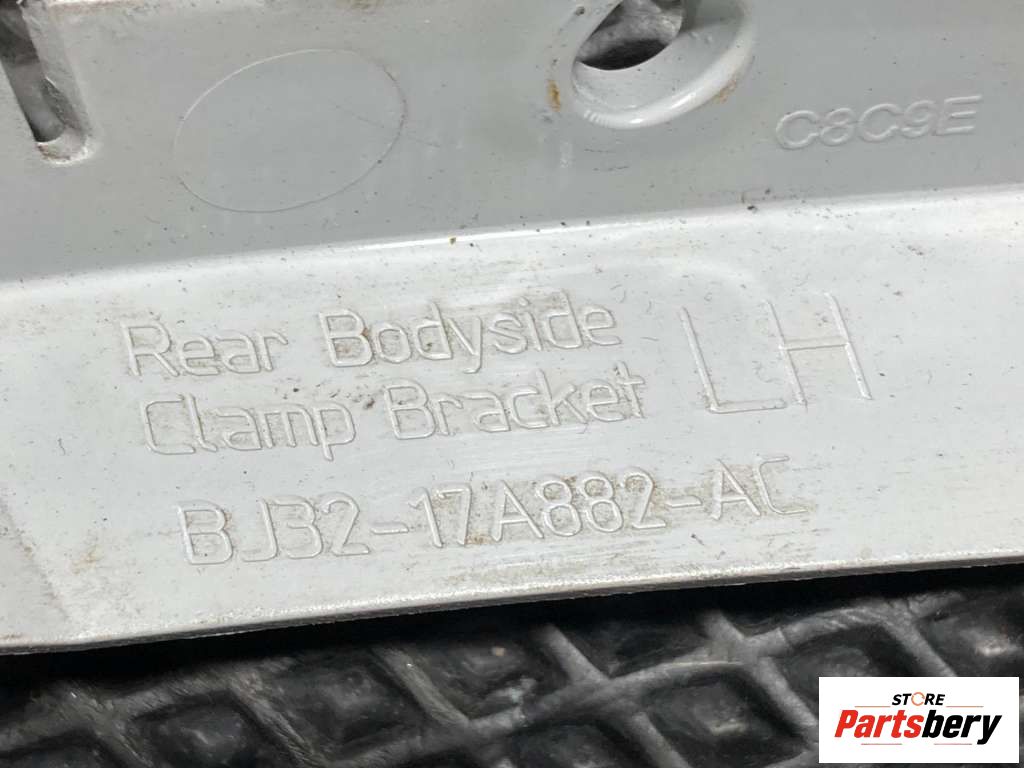 C8C9E
Rear Bodyside
Clamp Bracket
LH
BJ32-17A882-AC
STORE
Partsbery